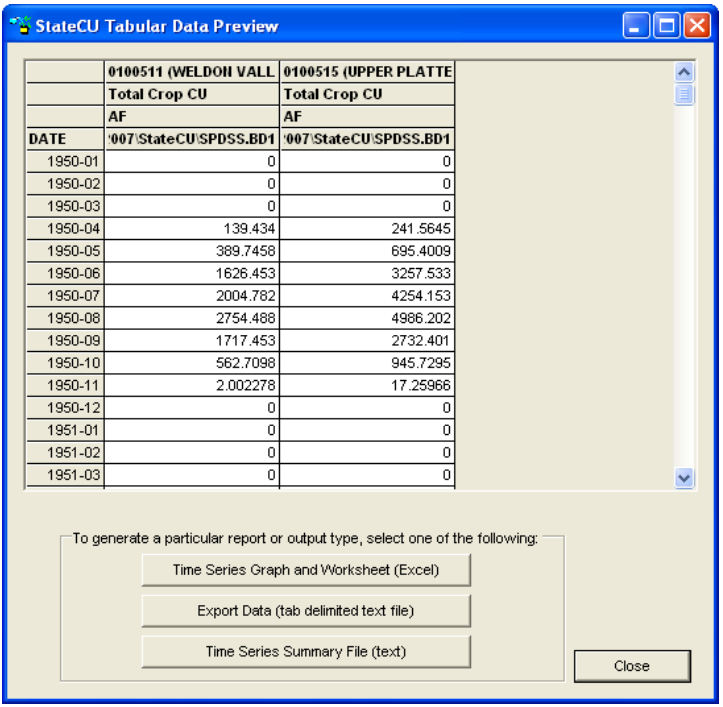 StateCU Tabular Data Preview
0100511 (WELDON VALL 0100515 (UPPER PLATTE
Total Crop CU Total Crop CU
AF AF
DATE 007\StateCU\SPDSS.BD1 007\StateCU\SPDSS.BD1
1950-01 0 0
1950-02 0 0
1950-03 0 0
1950-04 139.434 241.5645
1950-05 389.7458 695.4009
1950-06 1626.453 3257.533
1950-07 2004.782 4254.153
1950-08 2754.488 4986.202
1950-09 1717.453 2732.401
1950-10 562.7098 945.7295
1950-11 2.002278 17.25966
1950-12 0 0
1951-01 0 0
1951-02 0 0
1951-03 0 0
To generate a particular report or output type, select one of the following:
Time Series Graph and Worksheet (Excel)
Export Data (tab delimited text file)
Time Series Summary File (text)
Close